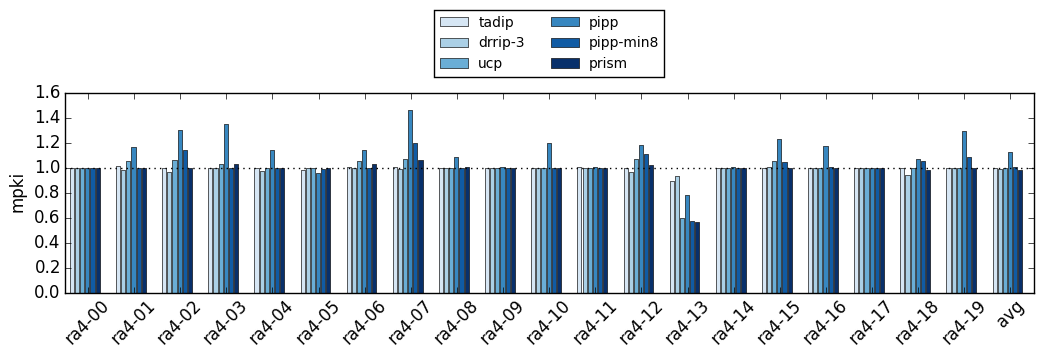 tadip
drrip-3
ucp
pipp
pipp-min8
prism
mpki
1.6
1.4
1.2
1.0
0.8
0.6
0.4
0.2
0.0
ra4-00
ra4-01
ra4-02
ra4-03
ra4-04
ra4-05
ra4-06
ra4-07
ra4-08
ra4-09
ra4-10
ra4-11
ra4-12
ra4-13
ra4-14
ra4-15
ra4-16
ra4-17
ra4-18
ra4-19
avg